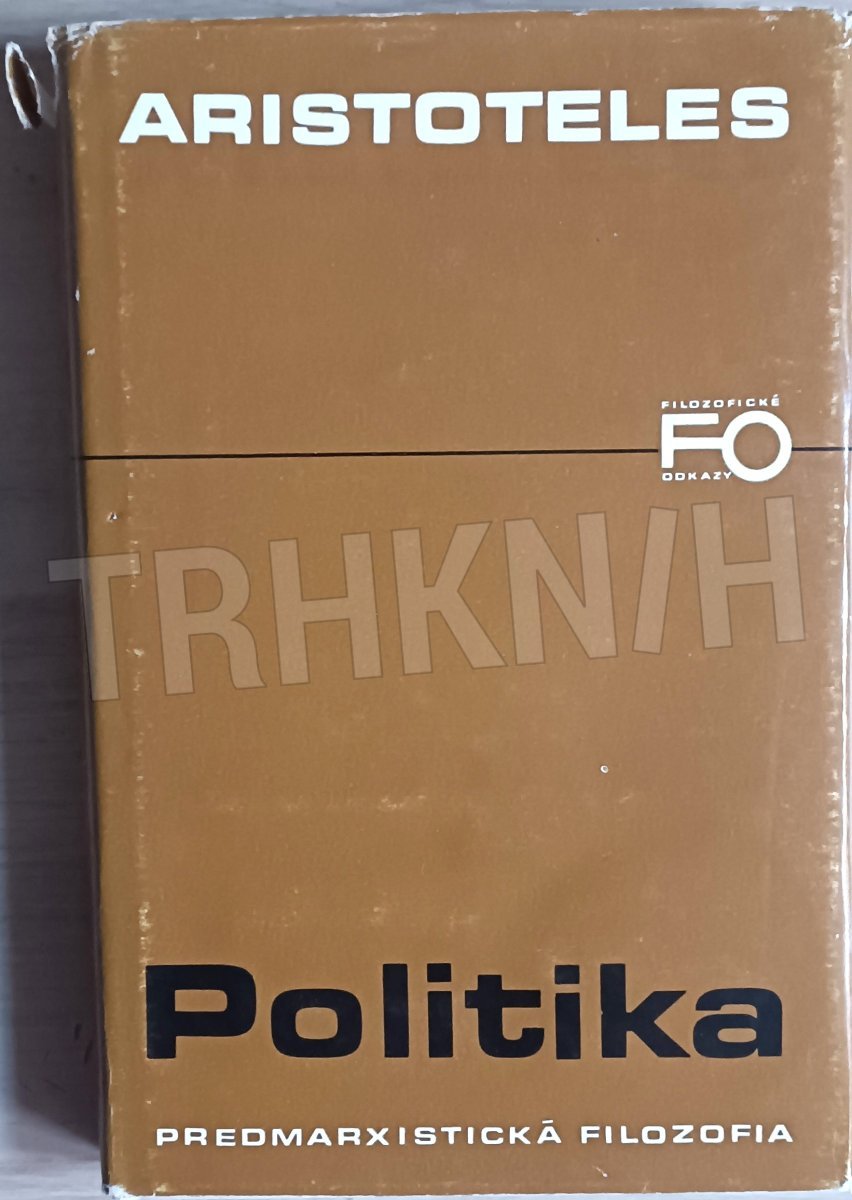 ARISTOTELES
FILOZOFICKÉ
FO
ODKAZY
TRHKNIH
Politika
PREDMARXISTICKÁ FILOZOFIA